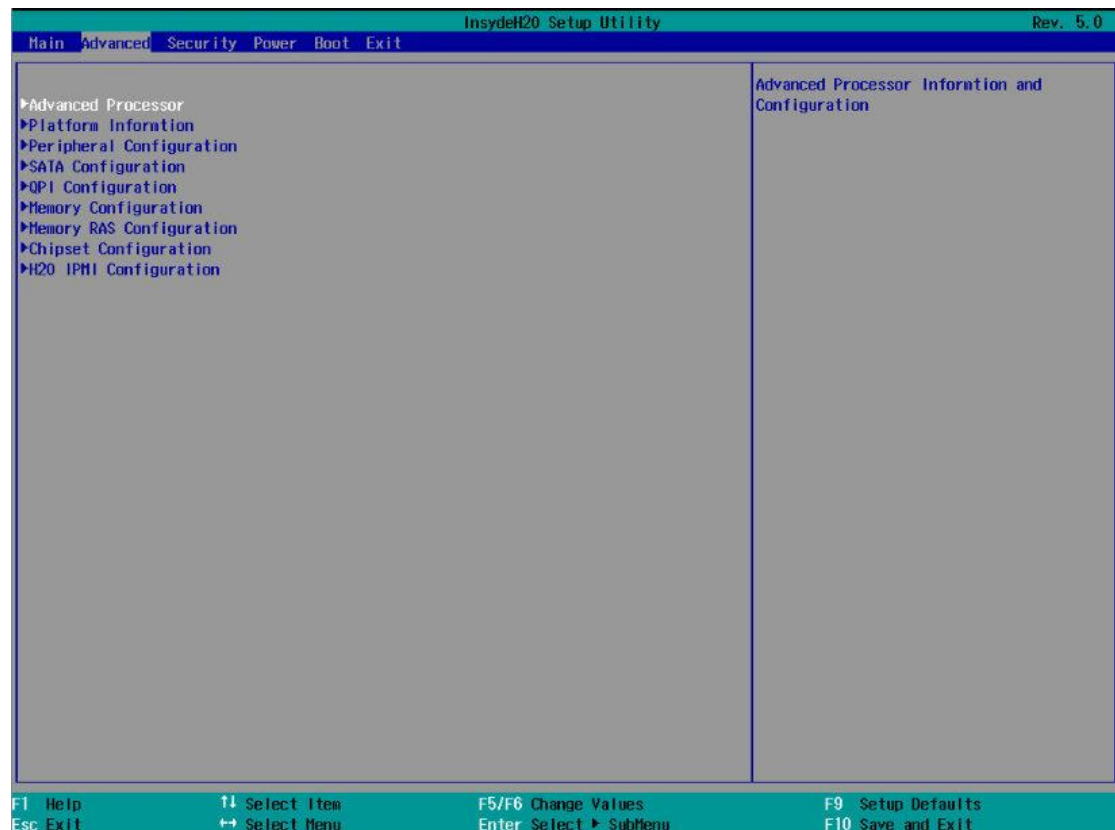 InsydeH20 Setup Utility Rev. 5.0
Main Advanced Security Power Boot Exit
Advanced Processor Informtion and
Configuration
▶Advanced Processor
▶Platform Informtion
▶Peripheral Configuration
▶SATA Configuration
▶QPI Configuration
▶Memory Configuration
▶Memory RAS Configuration
▶Chipset Configuration
▶H20 IPMI Configuration
F1 Help ↑↓ Select Item F5/F6 Change Values F9 Setup Defaults
Esc Exit ↔ Select Menu Enter Select ▶ SubMenu F10 Save and Exit